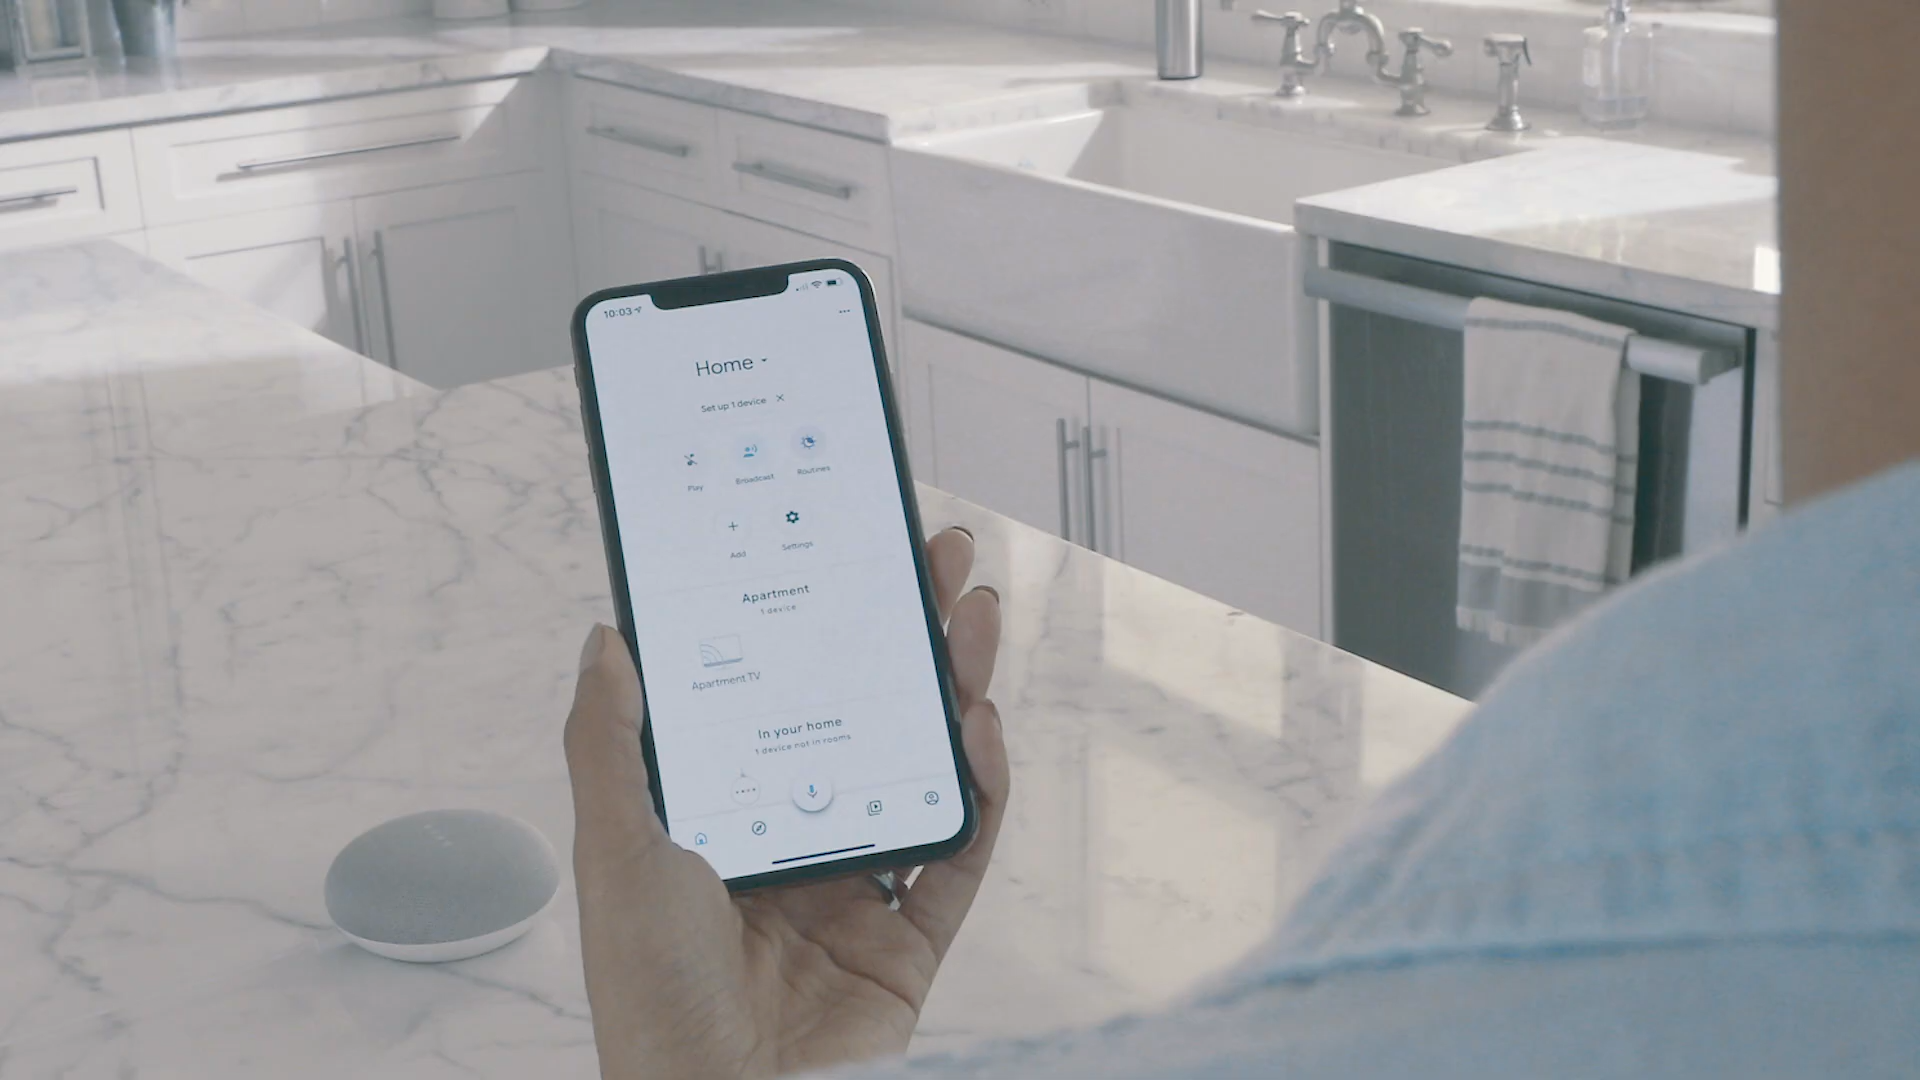 10:03
Home
Set up 1 device
Play
Broadcast
Routines
Add
Settings
Apartment
1 device
Apartment TV
In your home
1 device not in rooms